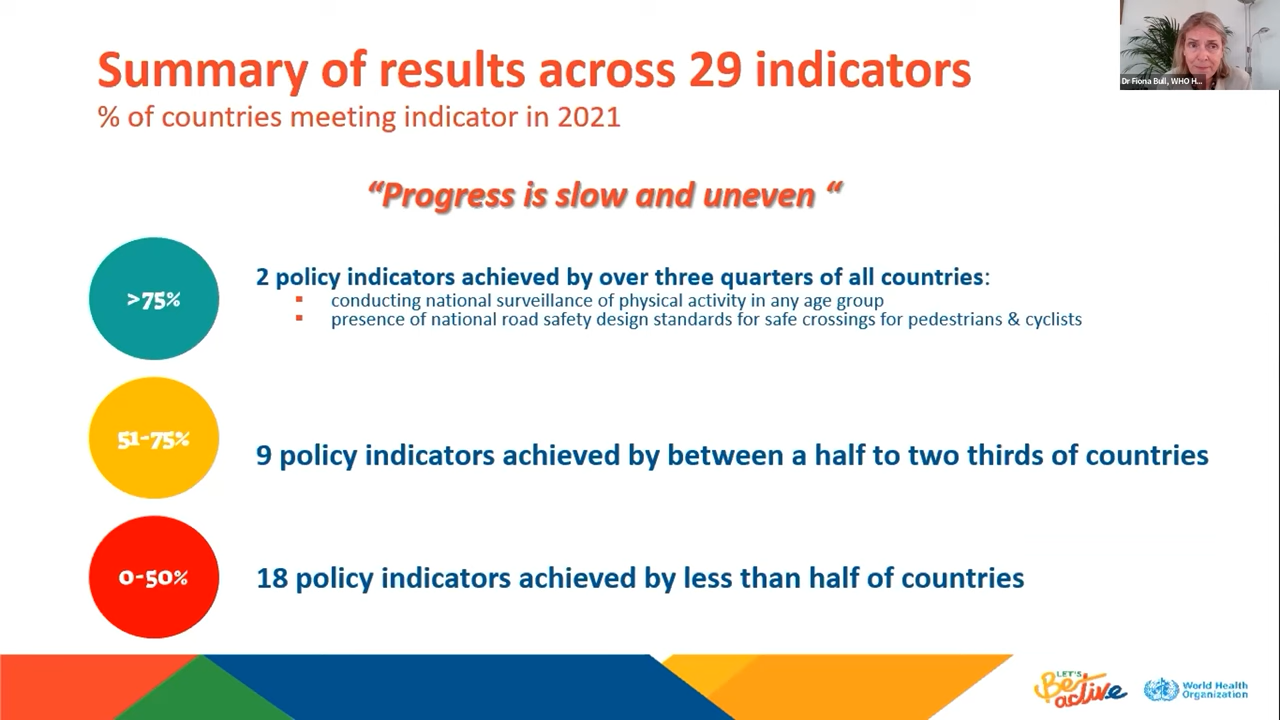 Summary of results across 29 indicators
% of countries meeting indicator in 2021
Dr Fiona Bull, WHO H...
“Progress is slow and uneven “
>75%
2 policy indicators achieved by over three quarters of all countries:
conducting national surveillance of physical activity in any age group
presence of national road safety design standards for safe crossings for pedestrians & cyclists
51-75%
9 policy indicators achieved by between a half to two thirds of countries
0-50%
18 policy indicators achieved by less than half of countries
LET'S
Be
active
World Health
Organization